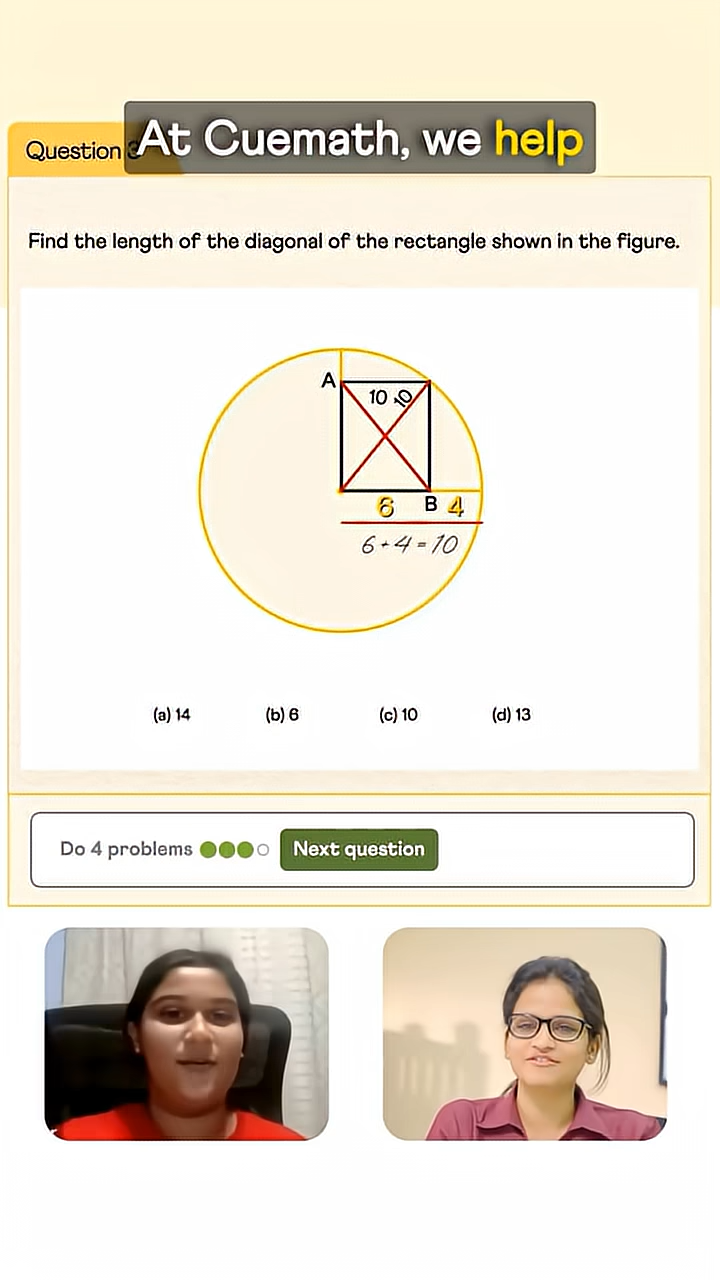 At Cuemath, we help
Question 3
Find the length of the diagonal of the rectangle shown in the figure.
A
10 10
6 B 4
6 + 4 = 10
(a) 14 (b) 6 (c) 10 (d) 13
Do 4 problems Next question